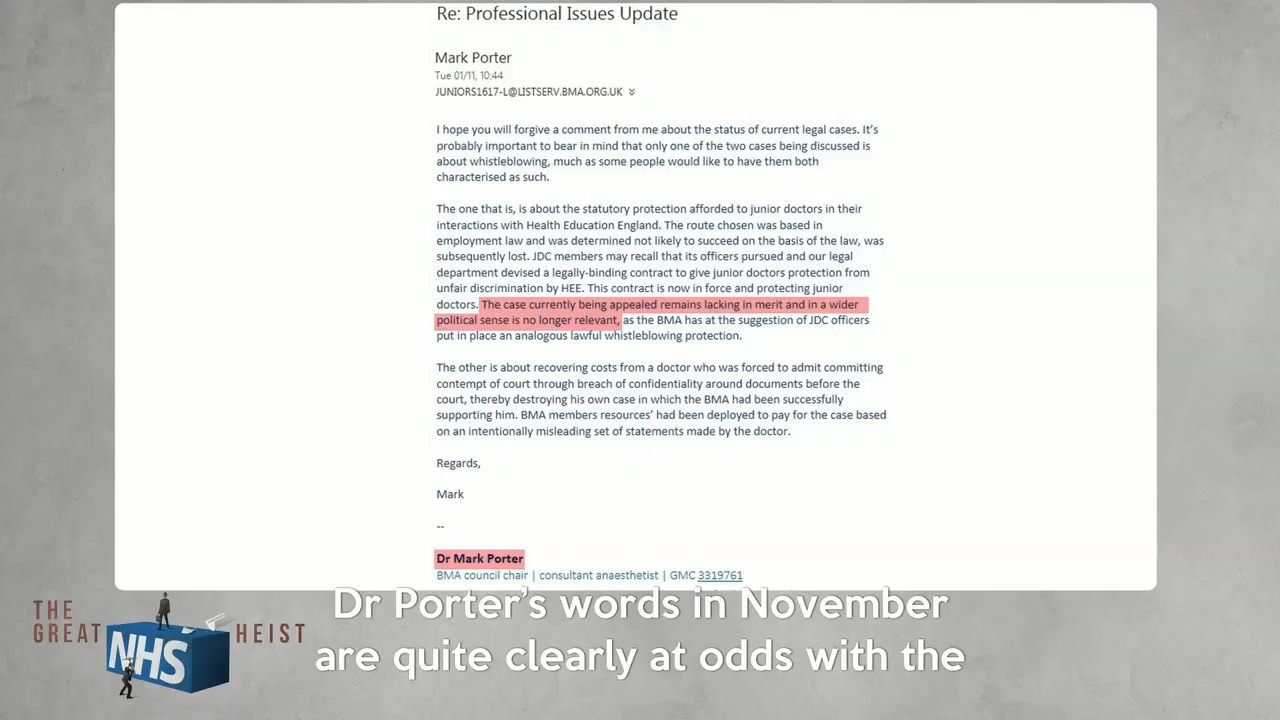 Re: Professional Issues Update
Mark Porter
Tue 01/11, 10:44
JUNIORS1617-L@LISTSERV.BMA.ORG.UK
I hope you will forgive a comment from me about the status of current legal cases. It's
probably important to bear in mind that only one of the two cases being discussed is
about whistleblowing, much as some people would like to have them both
characterised as such.
The one that is, is about the statutory protection afforded to junior doctors in their
interactions with Health Education England. The route chosen was based in
employment law and was determined not likely to succeed on the basis of the law, was
subsequently lost. JDC members may recall that its officers pursued and our legal
department devised a legally-binding contract to give junior doctors protection from
unfair discrimination by HEE. This contract is now in force and protecting junior
doctors. The case currently being appealed remains lacking in merit and in a wider
political sense is no longer relevant, as the BMA has at the suggestion of JDC officers
put in place an analogous lawful whistleblowing protection.
The other is about recovering costs from a doctor who was forced to admit committing
contempt of court through breach of confidentiality around documents before the
court, thereby destroying his own case in which the BMA had been successfully
supporting him. BMA members resources' had been deployed to pay for the case based
on an intentionally misleading set of statements made by the doctor.
Regards,
Mark
--
Dr Mark Porter
BMA council chair | consultant anaesthetist | GMC 3319761
THE
GREAT HEIST
NHS
Dr Porter's words in November
are quite clearly at odds with the